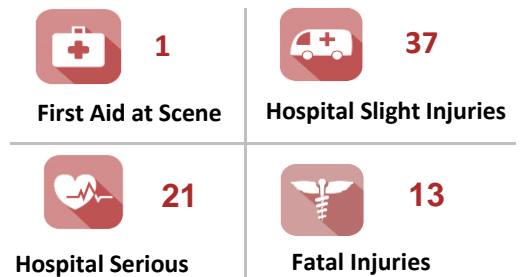 1
First Aid at Scene
37
Hospital Slight Injuries
21
Hospital Serious
13
Fatal Injuries